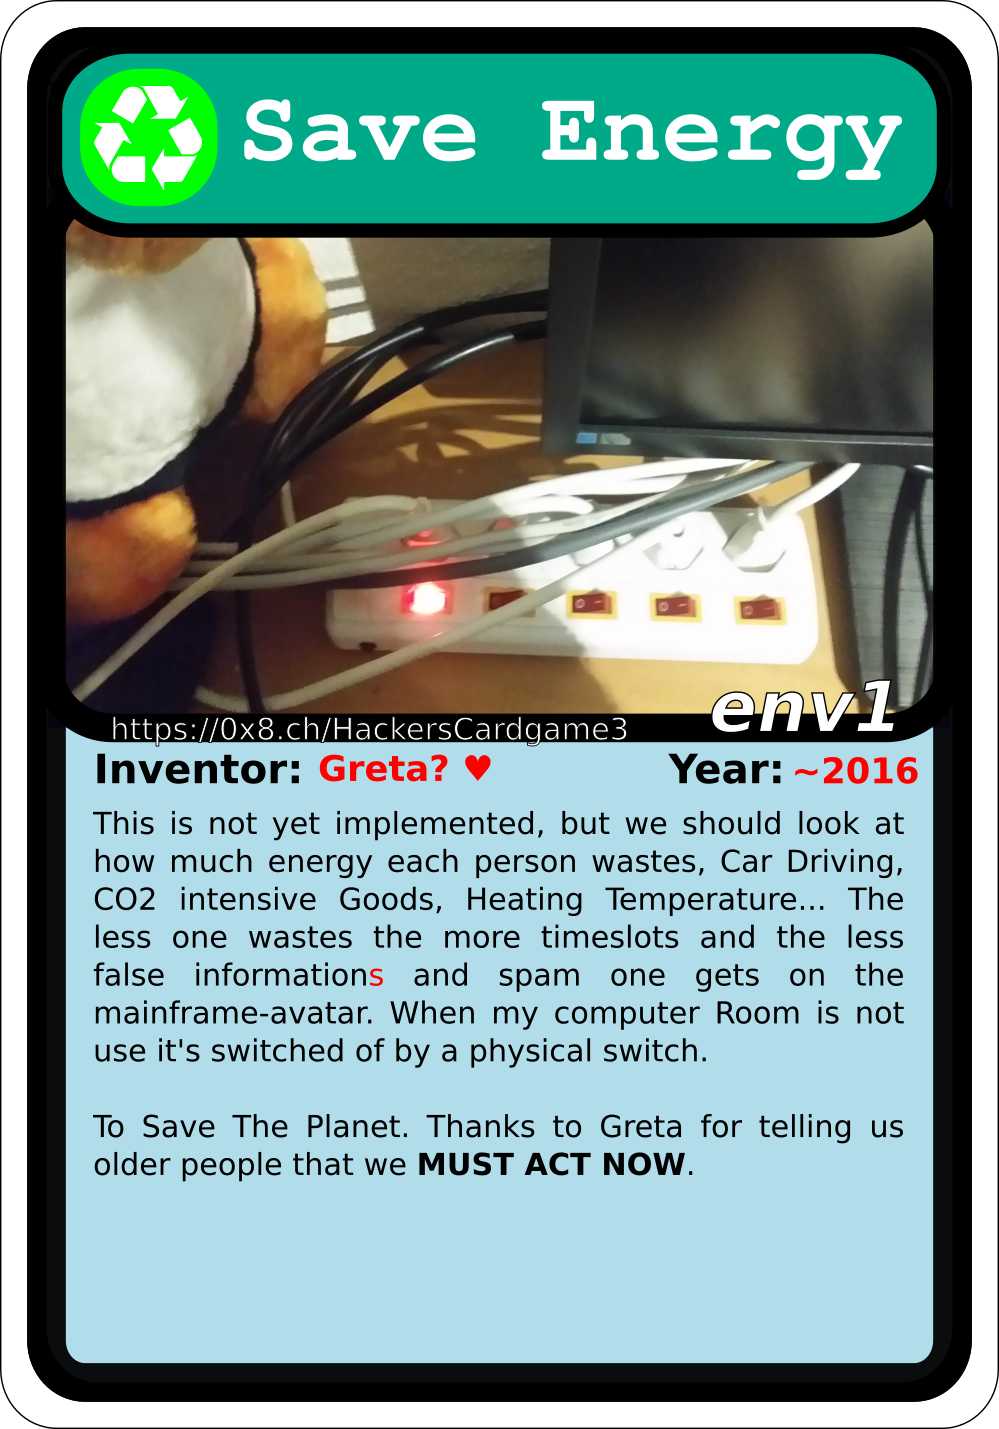 Save Energy
env1
https://0x8.ch/HackersCardgame3
Inventor: Greta? ♥ Year: ~2016
This is not yet implemented, but we should look at
how much energy each person wastes, Car Driving,
CO2 intensive Goods, Heating Temperature... The
less one wastes the more timeslots and the less
false informations and spam one gets on the
mainframe-avatar. When my computer Room is not
use it's switched of by a physical switch.
To Save The Planet. Thanks to Greta for telling us
older people that we MUST ACT NOW.